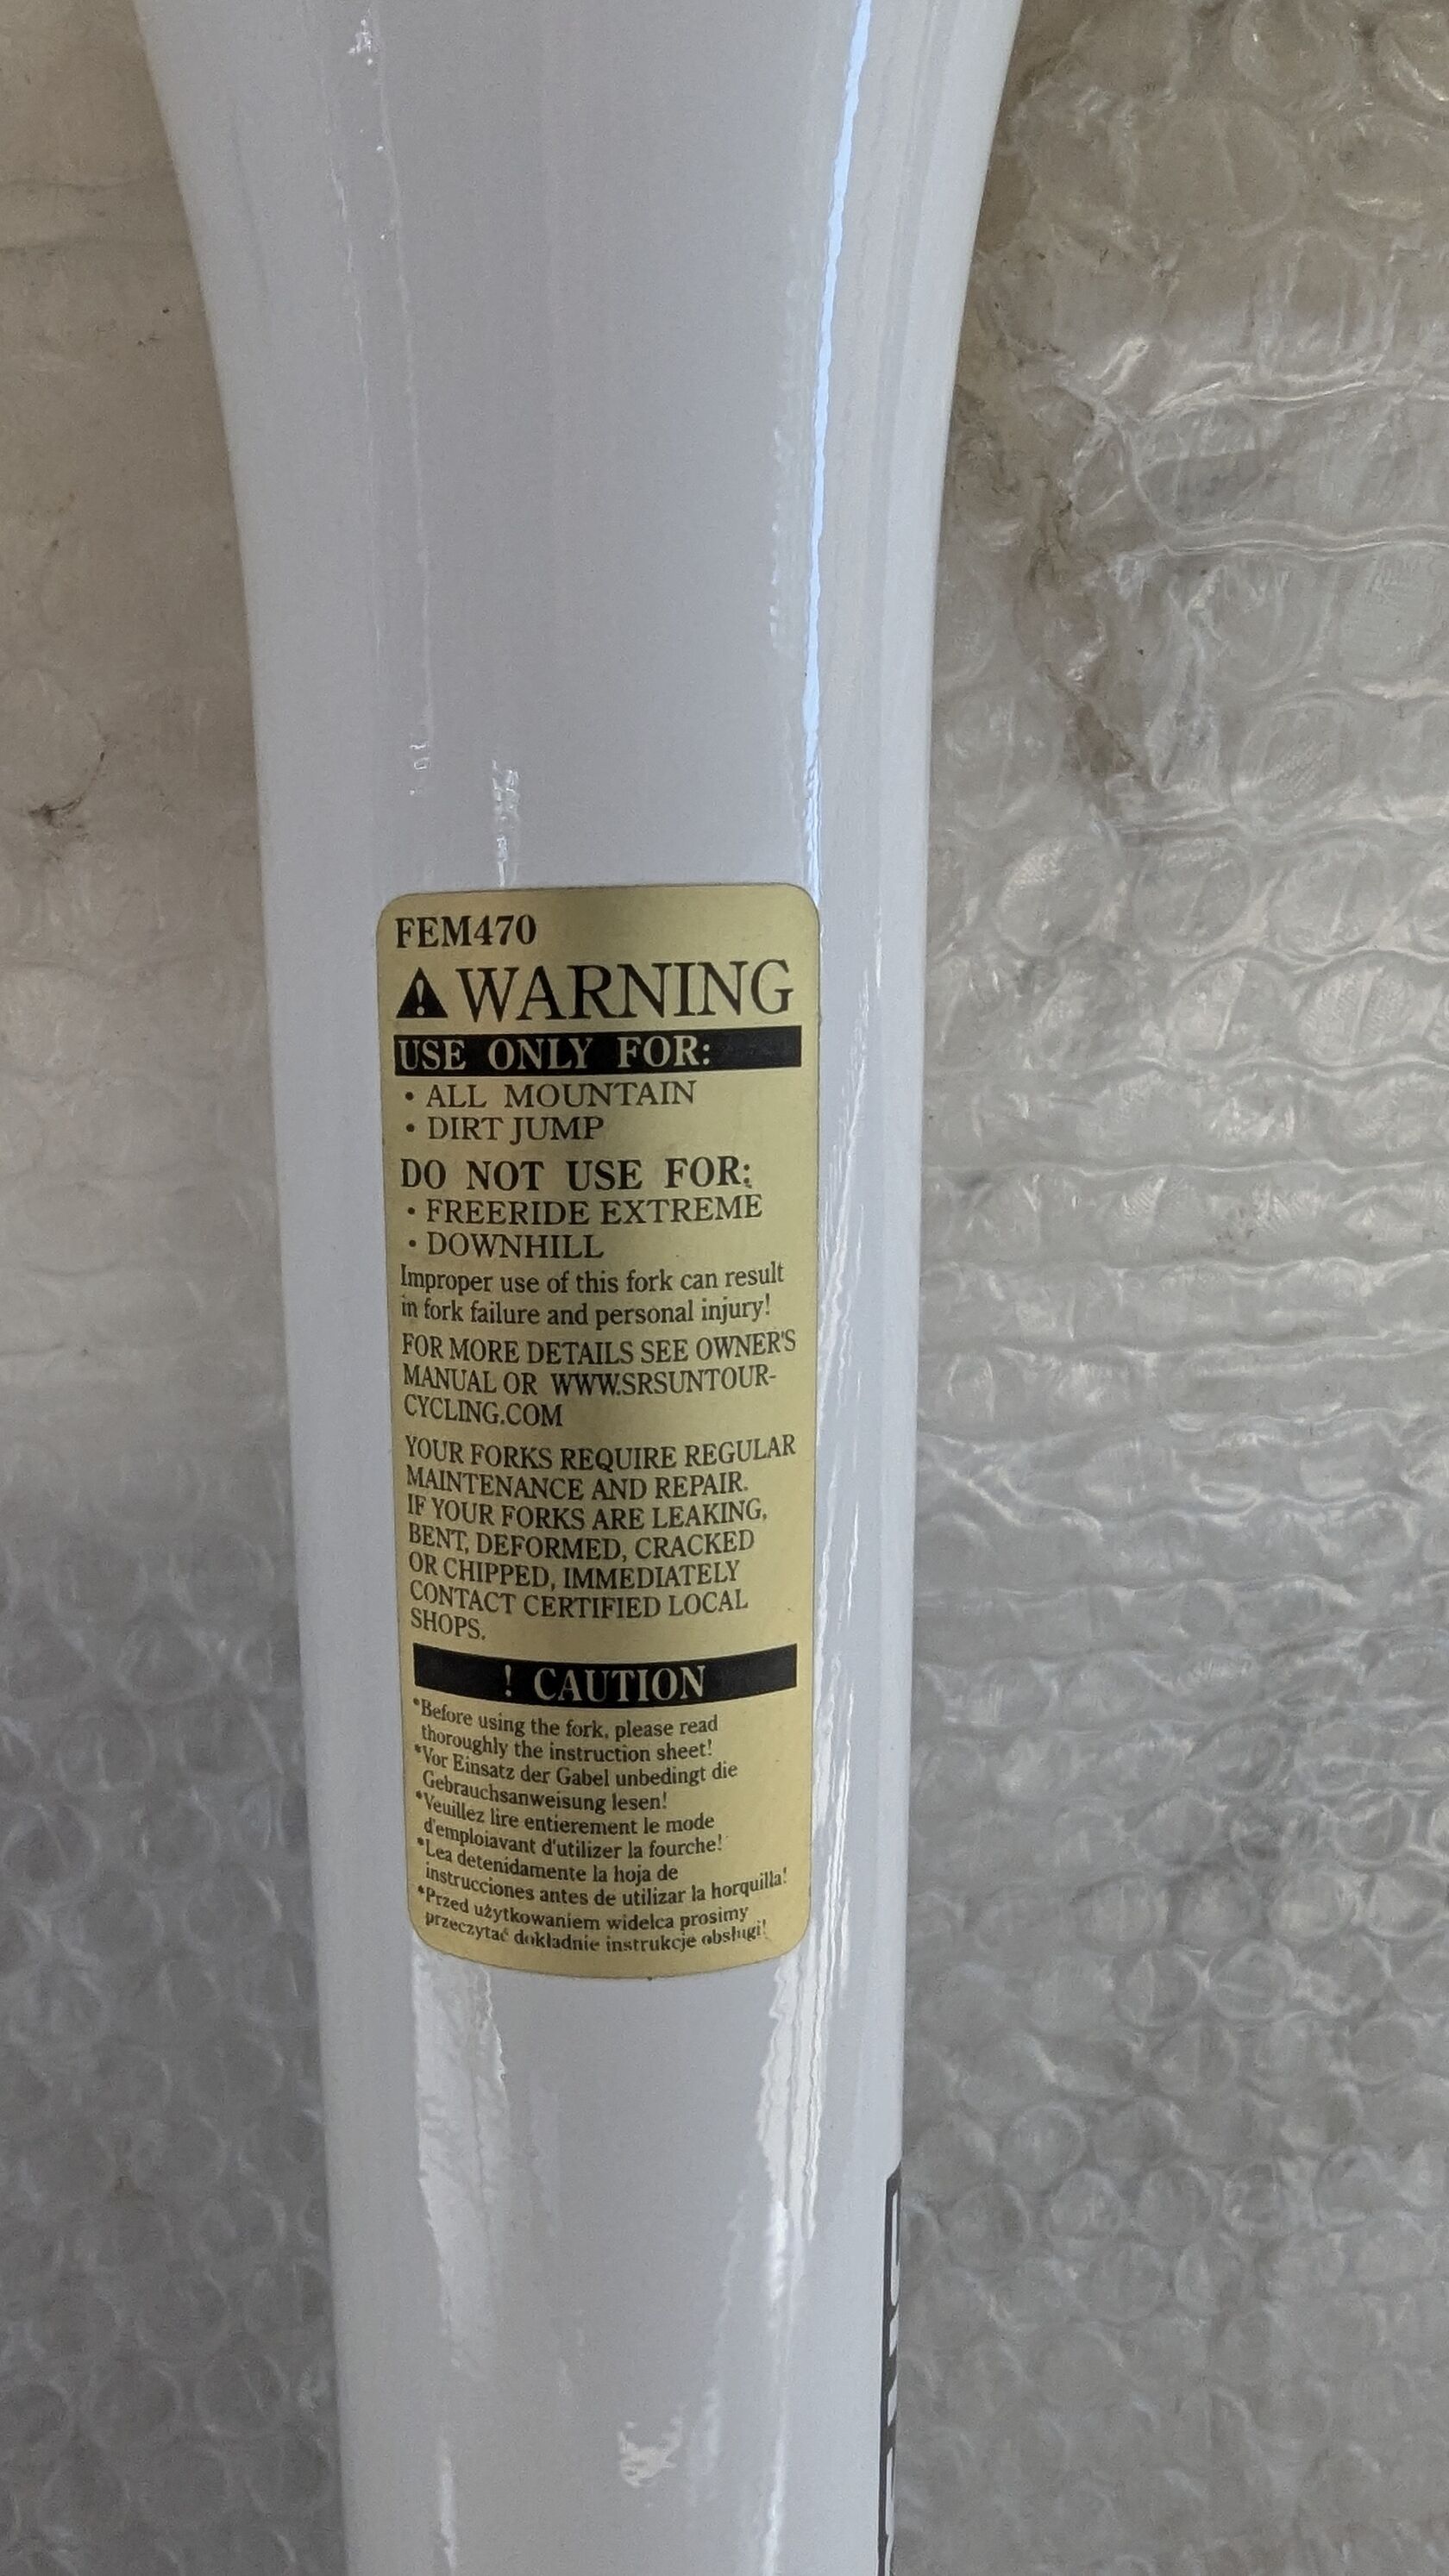 FEM470
WARNING
USE ONLY FOR:
· ALL MOUNTAIN
· DIRT JUMP
DO NOT USE FOR:
· FREERIDE EXTREME
· DOWNHILL
Improper use of this fork can result
in fork failure and personal injury!
FOR MORE DETAILS SEE OWNER'S
MANUAL OR WWW.SRSUNTOUR-
CYCLING.COM
YOUR FORKS REQUIRE REGULAR
MAINTENANCE AND REPAIR.
IF YOUR FORKS ARE LEAKING,
BENT, DEFORMED, CRACKED
OR CHIPPED, IMMEDIATELY
CONTACT CERTIFIED LOCAL
SHOPS.
! CAUTION
*Before using the fork, please read
thoroughly the instruction sheet!
*Vor Einsatz der Gabel unbedingt die
Gebrauchsanweisung lesen!
*Veuillez lire entierement le mode
d'emploiavant d'utilizer la fourche!
*Lea detenidamente la hoja de
instrucciones antes de utilizar la horquilla!
*Przed użytkowaniem widelca prosimy
przeczytać dokładnie instrukcje obsługi!